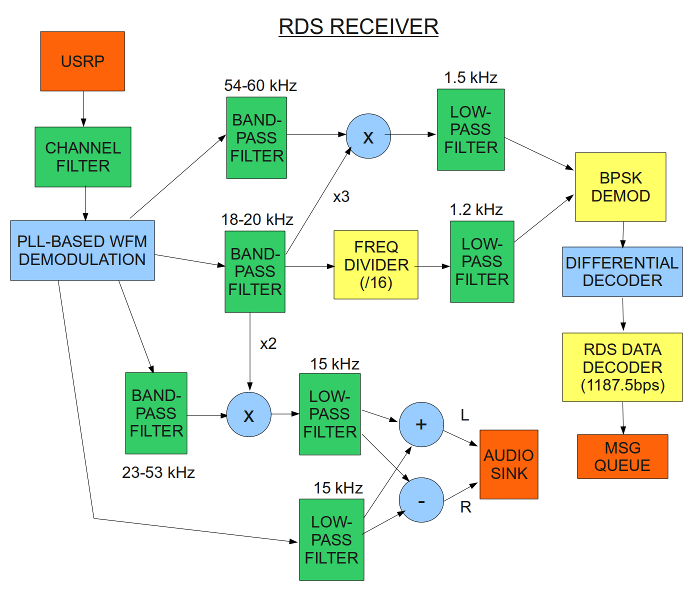 RDS RECEIVER
USRP
CHANNEL
FILTER
PLL-BASED WFM
DEMODULATION
54-60 kHz
BAND-
PASS
FILTER
X
1.5 kHz
LOW-
PASS
FILTER
x3
18-20 kHz
BAND-
PASS
FILTER
FREQ
DIVIDER
(/16)
1.2 kHz
LOW-
PASS
FILTER
BPSK
DEMOD
DIFFERENTIAL
DECODER
RDS DATA
DECODER
(1187.5bps)
MSG
QUEUE
x2
BAND-
PASS
FILTER
23-53 kHz
X
15 kHz
LOW-
PASS
FILTER
+
L
-
R
AUDIO
SINK
15 kHz
LOW-
PASS
FILTER